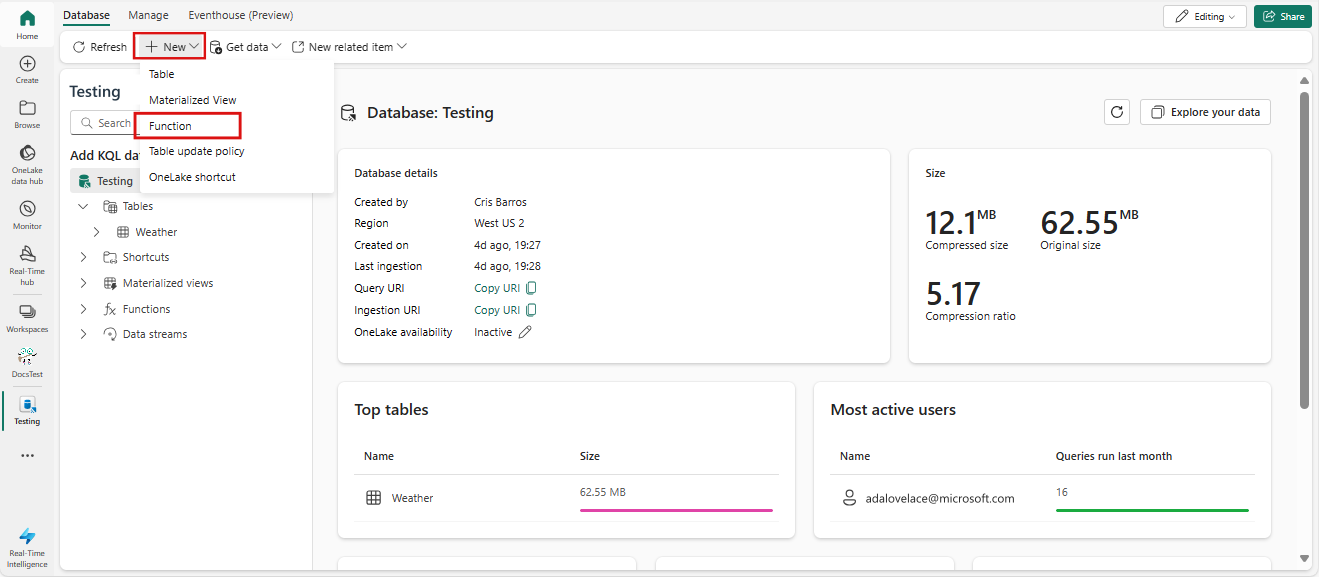 Home
Create
Browse
OneLake
data hub
Monitor
Real-Time
hub
Workspaces
DocsTest
Testing
Real-Time
Intelligence
Database Manage Eventhouse (Preview)
Editing
Share
Refresh New Get data New related item
Table
Materialized View
Function
Table update policy
OneLake shortcut
Testing
Search
Add KQL da
Testing
Tables
Weather
Shortcuts
Materialized views
Functions
Data streams
Database: Testing
Explore your data
Database details
Created by Cris Barros
Region West US 2
Created on 4d ago, 19:27
Last ingestion 4d ago, 19:28
Query URI Copy URI
Ingestion URI Copy URI
OneLake availability Inactive
Size
12.1 MB 62.55 MB
Compressed size Original size
5.17
Compression ratio
Top tables
Name Size
Weather 62.55 MB
Most active users
Name Queries run last month
adalovelace@microsoft.com 16